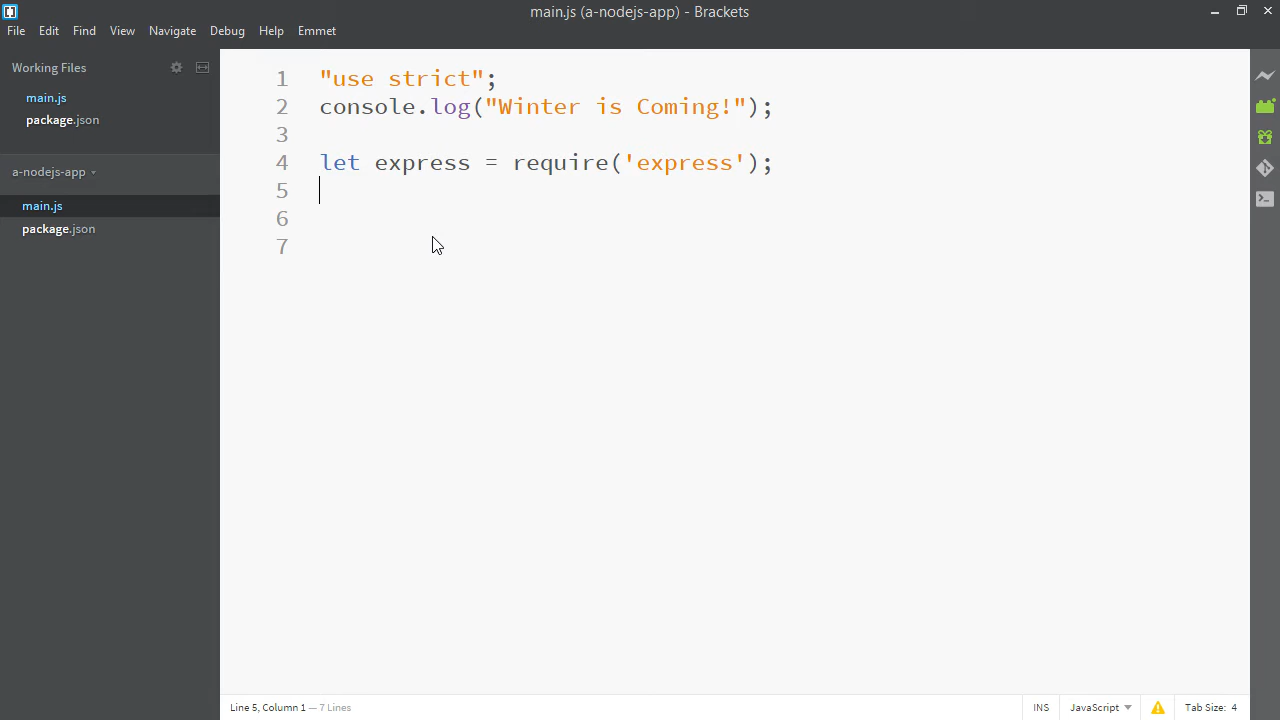 main.js (a-nodejs-app) - Brackets
File Edit Find View Navigate Debug Help Emmet
Working Files
main.js
package.json
a-nodejs-app
main.js
package.json
1 "use strict";
2 console.log("Winter is Coming!");
3
4 let express = require('express');
5
6
7
Line 5, Column 1 — 7 Lines
INS JavaScript Tab Size: 4